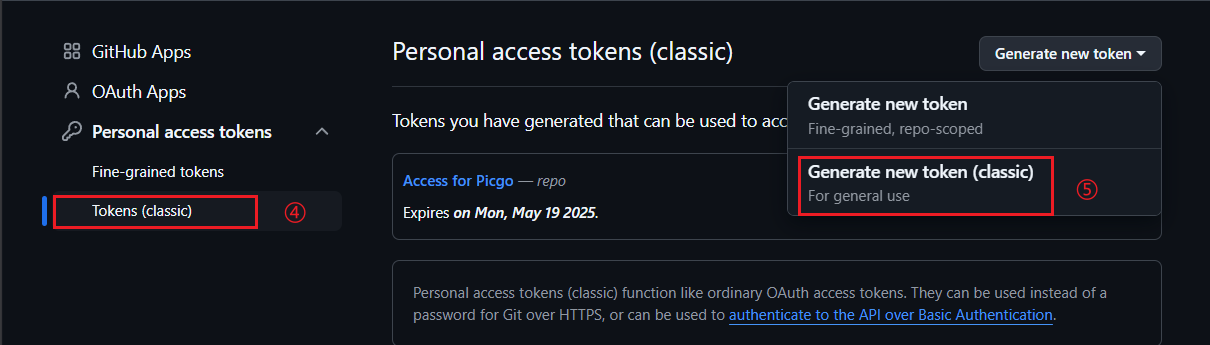 GitHub Apps
OAuth Apps
Personal access tokens
Fine-grained tokens
Tokens (classic)
④
Personal access tokens (classic)
Generate new token
Generate new token
Fine-grained, repo-scoped
Generate new token (classic)
For general use
⑤
Tokens you have generated that can be used to acc
Access for Picgo — repo
Expires on Mon, May 19 2025.
Personal access tokens (classic) function like ordinary OAuth access tokens. They can be used instead of a
password for Git over HTTPS, or can be used to authenticate to the API over Basic Authentication.